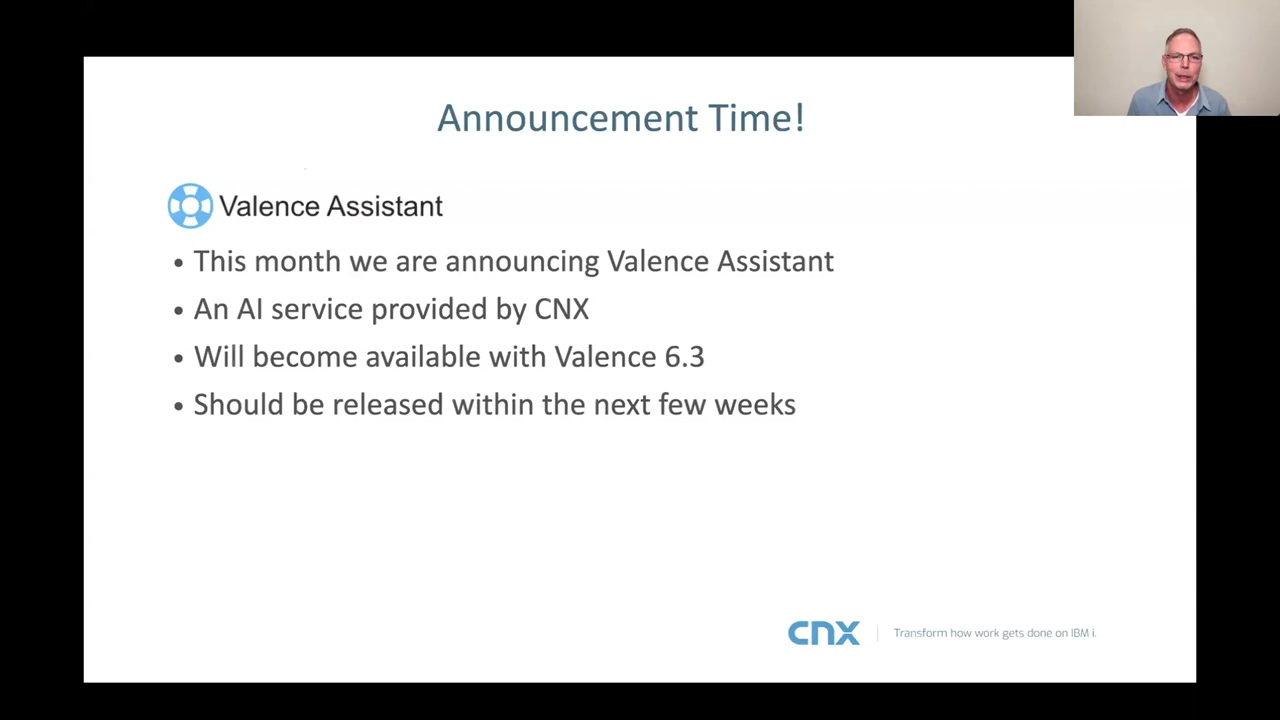 Announcement Time!
Valence Assistant
• This month we are announcing Valence Assistant
• An AI service provided by CNX
• Will become available with Valence 6.3
• Should be released within the next few weeks
cnx Transform how work gets done on IBM i.